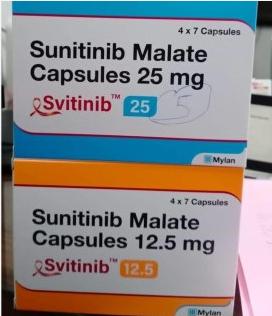 4 x 7 Capsules
Sunitinib Malate
Capsules 25 mg
Svitinib™ 25
Mylan
4 x 7 Capsules
Sunitinib Malate
Capsules 12.5 mg
Svitinib™ 12.5
Mylan